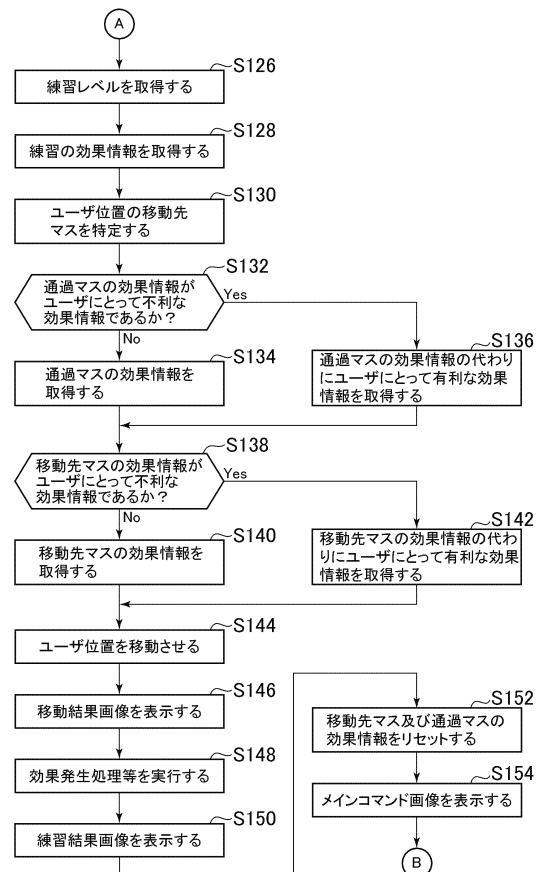 A
S126
練習レベルを取得する
S128
練習の効果情報を取得する
S130
ユーザ位置の移動先
マスを特定する
S132
通過マスの効果情報が
ユーザにとって不利な
効果情報であるか？
Yes
No
S134
通過マスの効果情報を
取得する
S136
通過マスの効果情報の代わり
にユーザにとって有利な効果
情報を取得する
S138
移動先マスの効果情報が
ユーザにとって不利な
効果情報であるか？
Yes
No
S140
移動先マスの効果情報を
取得する
S142
移動先マスの効果情報の代わ
りにユーザにとって有利な効果
情報を取得する
S144
ユーザ位置を移動させる
S146
移動結果画像を表示する
S148
効果発生処理等を実行する
S150
練習結果画像を表示する
S152
移動先マス及び通過マスの
効果情報をリセットする
S154
メインコマンド画像を表示する
B